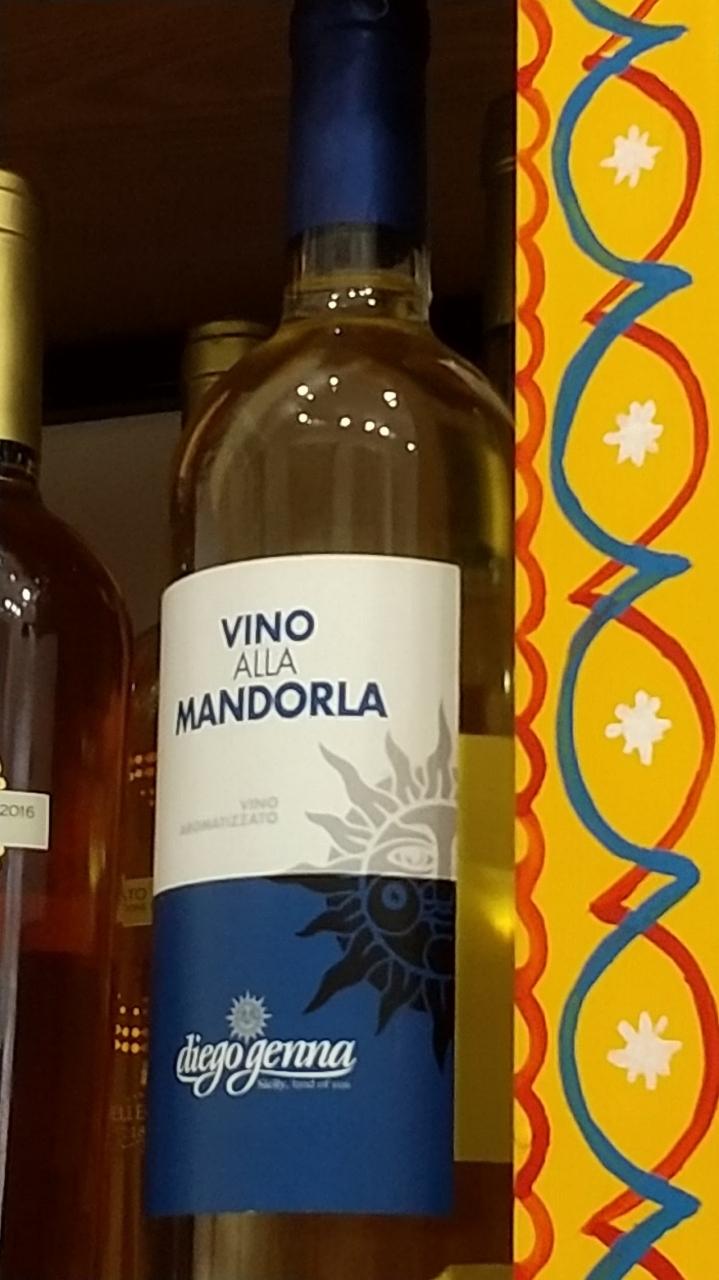 VINO
ALLA
MANDORLA
VINO
AROMATIZZATO
diego genna
Sicily, land of sun
2016